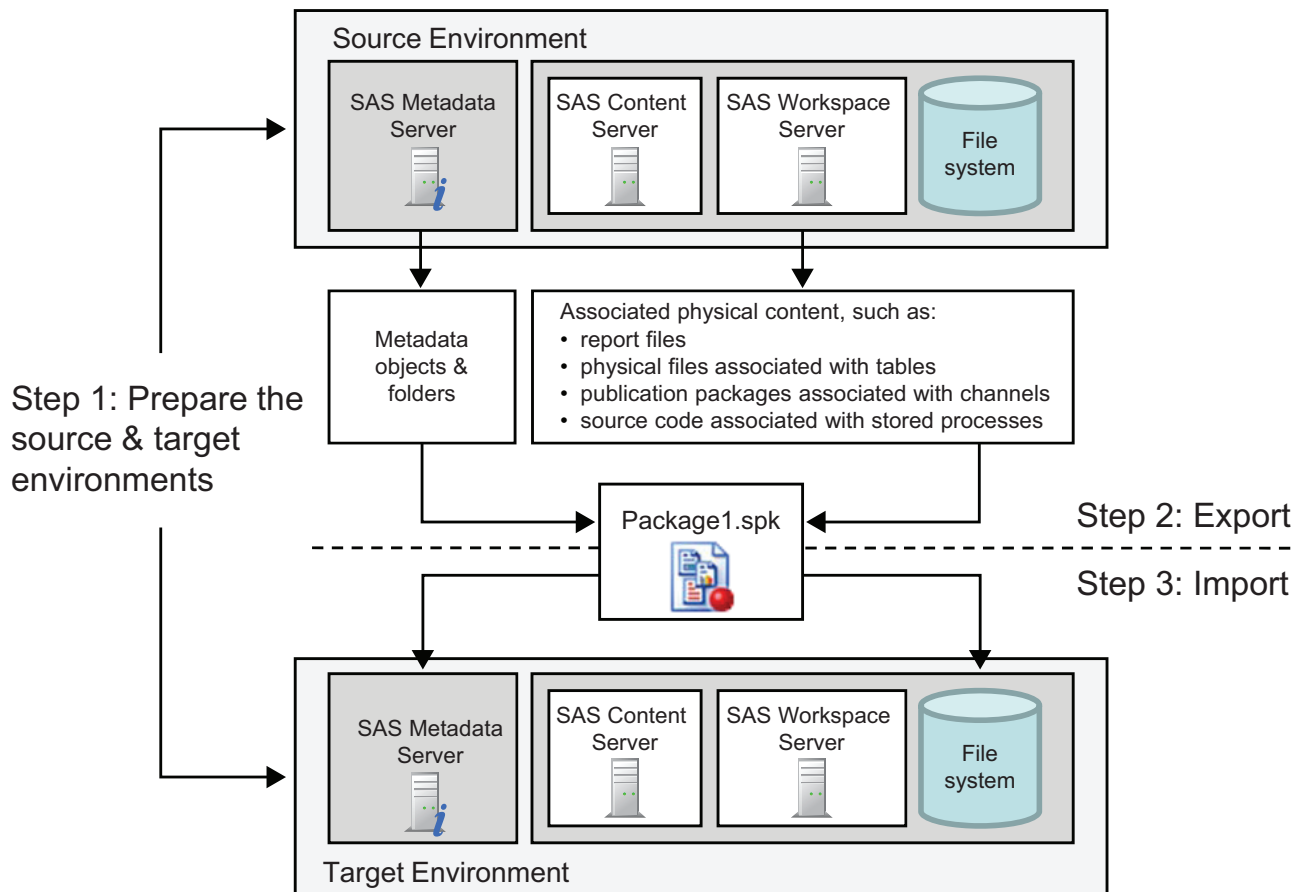 Source Environment
SAS Metadata
Server
SAS Content
Server
SAS Workspace
Server
File
system
Metadata
objects &
folders
Associated physical content, such as:
• report files
• physical files associated with tables
• publication packages associated with channels
• source code associated with stored processes
Step 1: Prepare the
source & target
environments
Package1.spk
Step 2: Export
Step 3: Import
SAS Metadata
Server
SAS Content
Server
SAS Workspace
Server
File
system
Target Environment